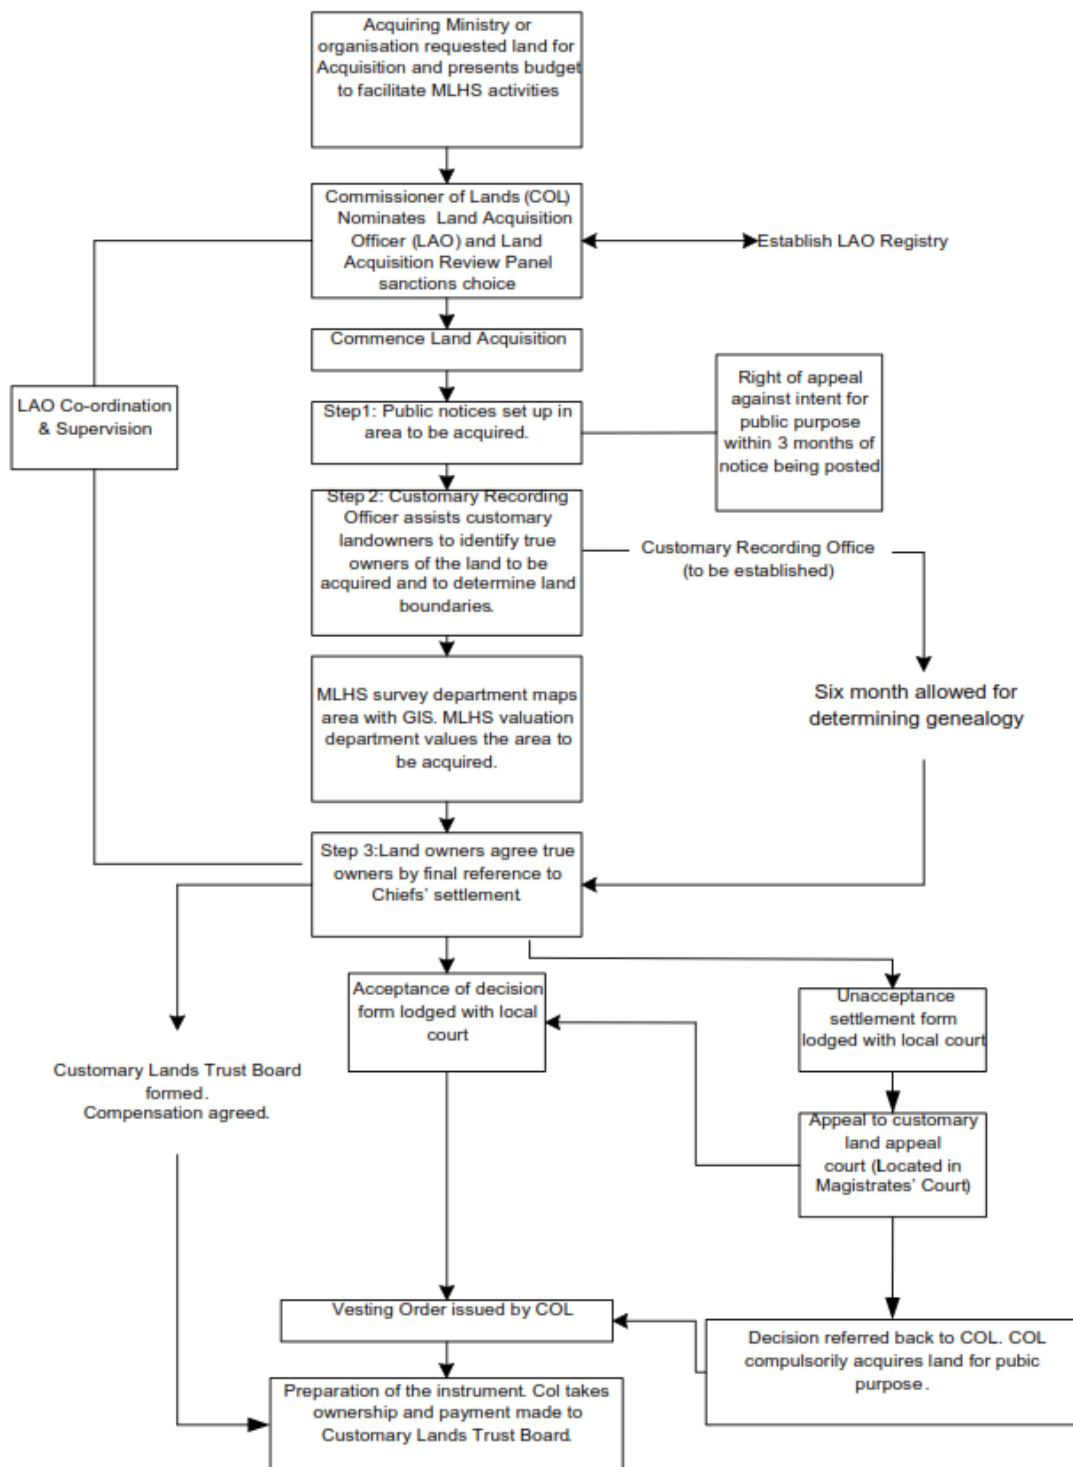 Acquiring Ministry or
organisation requested land for
Acquisition and presents budget
to facilitate MLHS activities
Commissioner of Lands (COL)
Nominates Land Acquisition
Officer (LAO) and Land
Acquisition Review Panel
sanctions choice
Establish LAO Registry
Commence Land Acquisition
LAO Co-ordination
& Supervision
Step1: Public notices set up in
area to be acquired.
Right of appeal
against intent for
public purpose
within 3 months of
notice being posted
Step 2: Customary Recording
Officer assists customary
landowners to identify true
owners of the land to be
acquired and to determine land
boundaries.
Customary Recording Office
(to be established)
MLHS survey department maps
area with GIS. MLHS valuation
department values the area to
be acquired.
Six month allowed for
determining genealogy
Step 3:Land owners agree true
owners by final reference to
Chiefs' settlement.
Acceptance of decision
form lodged with local
court
Unacceptance
settlement form
lodged with local court
Customary Lands Trust Board
formed.
Compensation agreed.
Appeal to customary
land appeal
court (Located in
Magistrates' Court)
Vesting Order issued by COL
Decision referred back to COL. COL
compulsorily acquires land for pubic
purpose.
Preparation of the instrument. Col takes
ownership and payment made to
Customary Lands Trust Board.